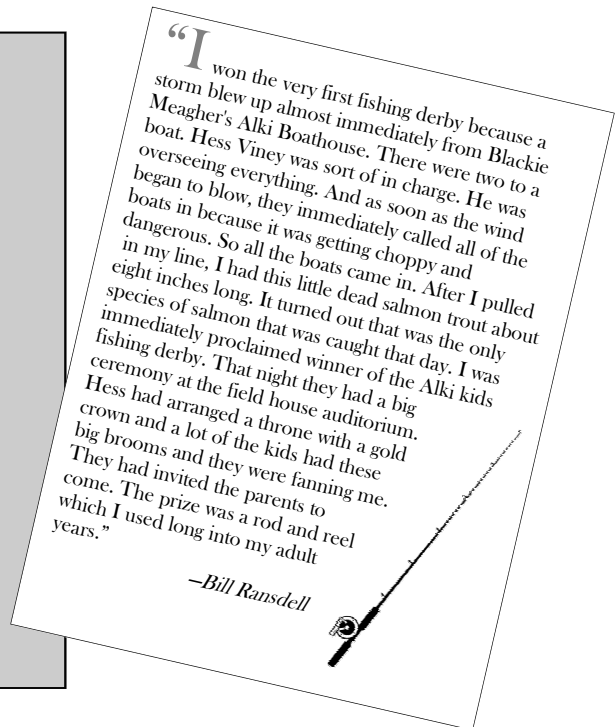 “I won the very first fishing derby because a
storm blew up almost immediately from Blackie
Meagher's Alki Boathouse. There were two to a
boat. Hess Viney was sort of in charge. He was
overseeing everything. And as soon as the wind
began to blow, they immediately called all of the
boats in because it was getting choppy and
dangerous. So all the boats came in. After I pulled
in my line, I had this little dead salmon trout about
eight inches long. It turned out that was the only
species of salmon that was caught that day. I was
immediately proclaimed winner of the Alki kids
fishing derby. That night they had a big
ceremony at the field house auditorium.
Hess had arranged a throne with a gold
crown and a lot of the kids had these
big brooms and they were fanning me.
They had invited the parents to
come. The prize was a rod and reel
which I used long into my adult
years.”
–Bill Ransdell